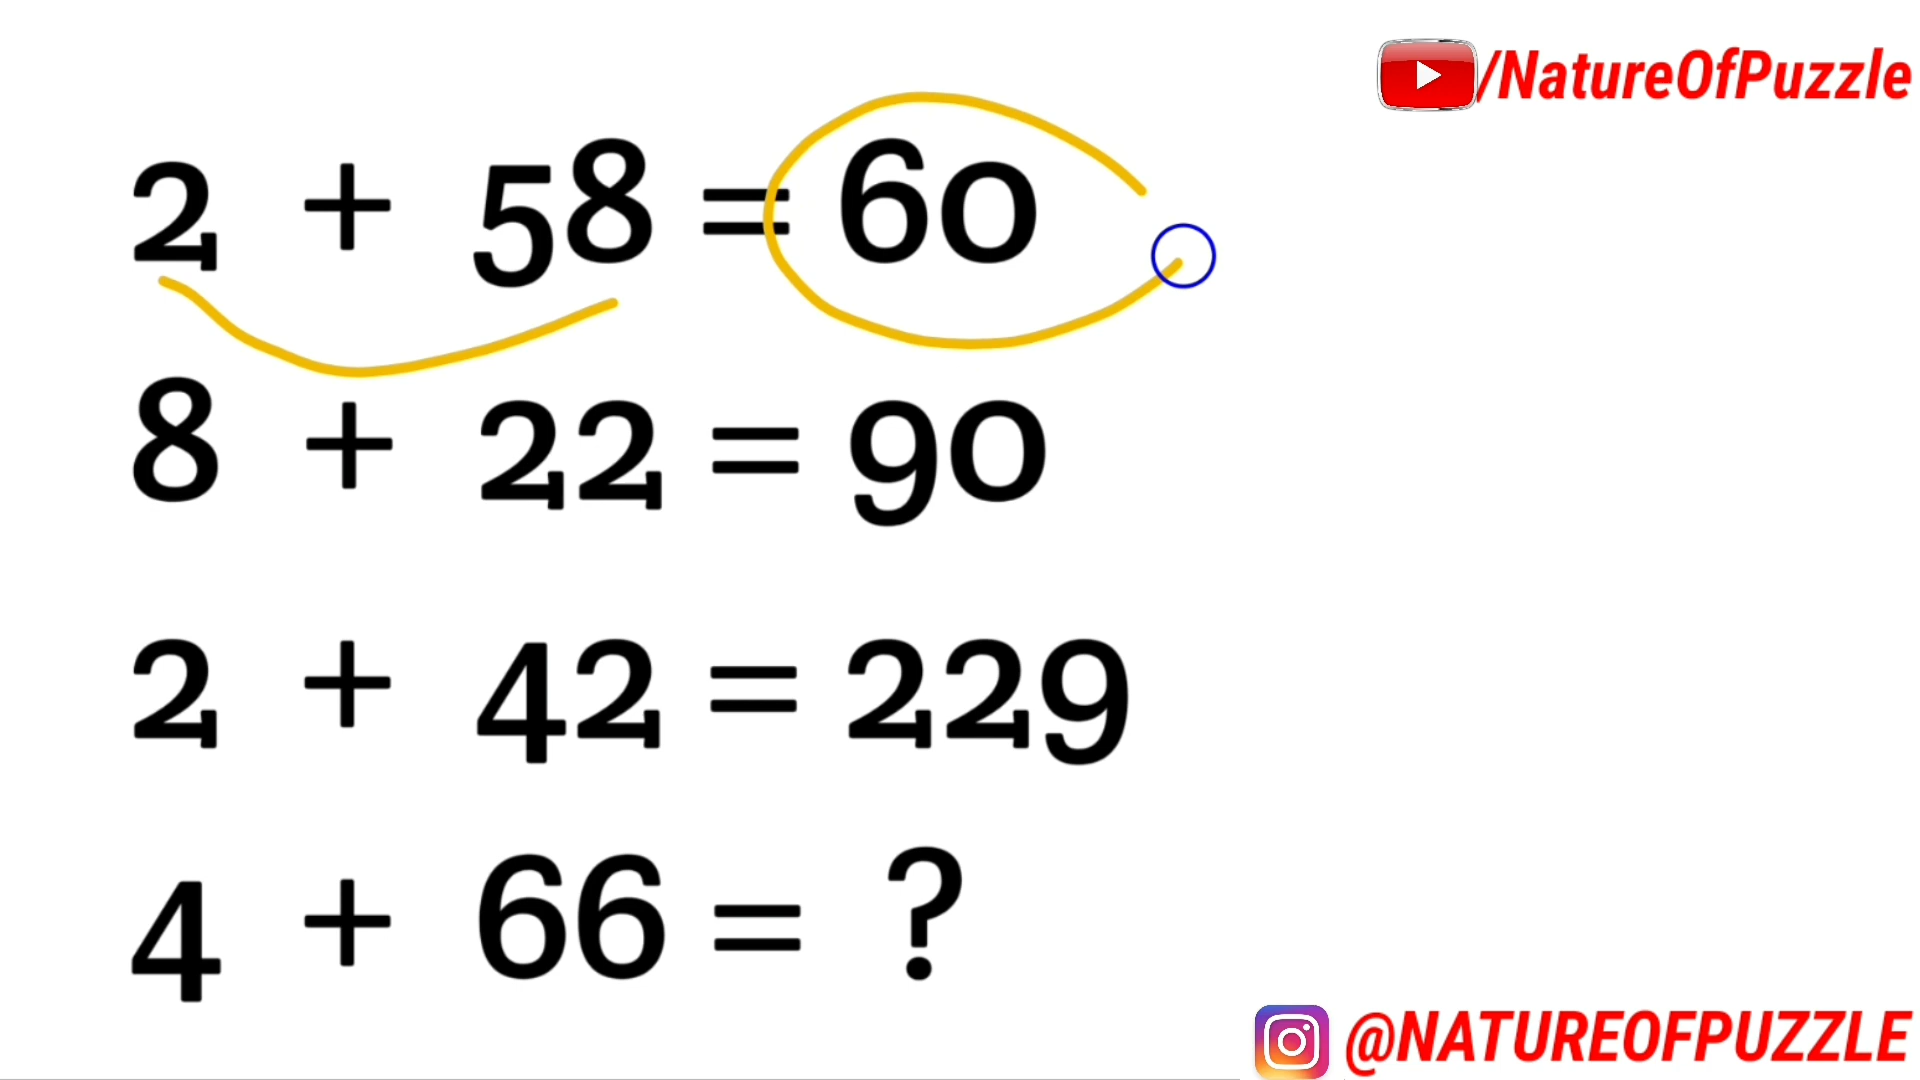 /NatureOfPuzzle
2 + 58 = 60
8 + 22 = 90
2 + 42 = 229
4 + 66 = ?
@NATUREOFPUZZLE